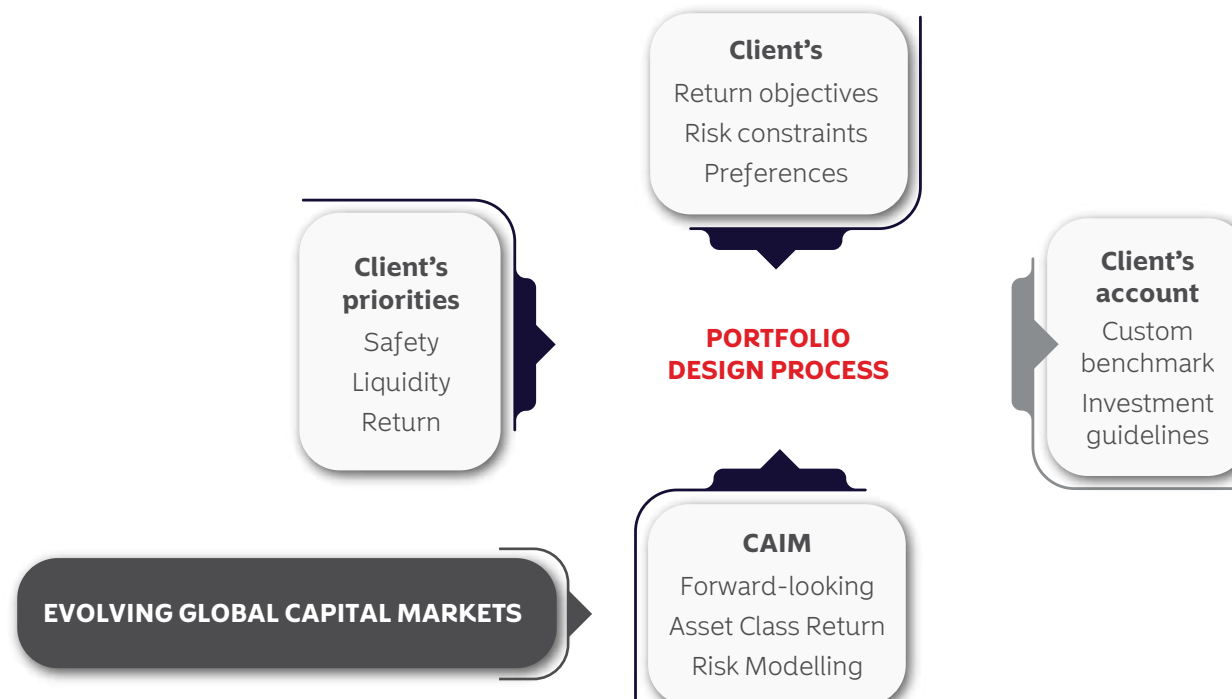 Client’s
Return objectives
Risk constraints
Preferences
Client’s
priorities
Safety
Liquidity
Return
PORTFOLIO
DESIGN PROCESS
Client’s
account
Custom
benchmark
Investment
guidelines
EVOLVING GLOBAL CAPITAL MARKETS
CAIM
Forward-looking
Asset Class Return
Risk Modelling